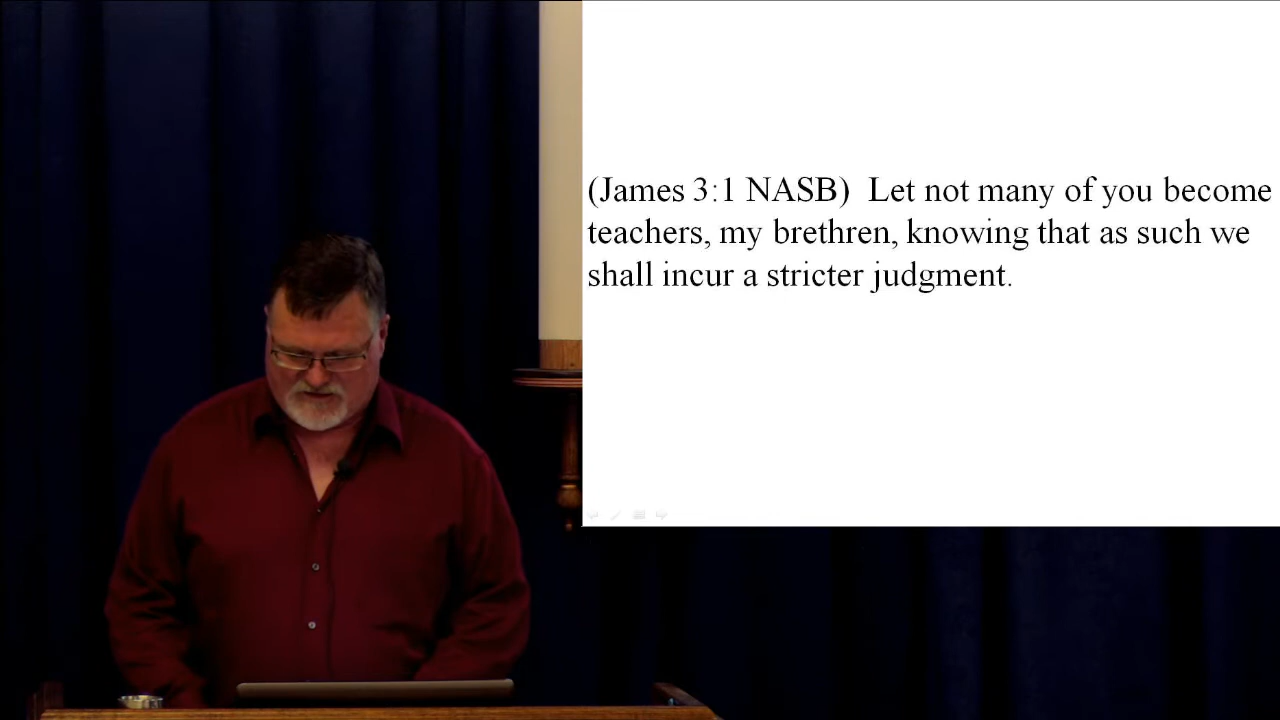 (James 3:1 NASB)  Let not many of you become
teachers, my brethren, knowing that as such we
shall incur a stricter judgment.